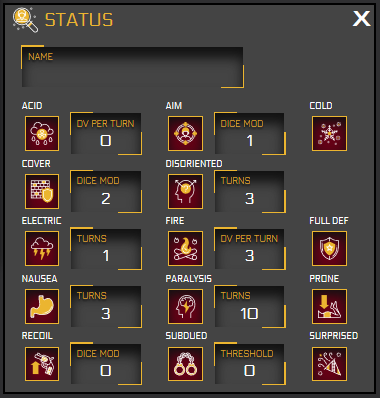 STATUS X
NAME
ACID AIM COLD
DV PER TURN DICE MOD
0 1
COVER DISORIENTED
DICE MOD TURNS
2 3
ELECTRIC FIRE FULL DEF
TURNS DV PER TURN
1 3
NAUSEA PARALYSIS PRONE
TURNS TURNS
3 10
RECOIL SUBDUED SURPRISED
DICE MOD THRESHOLD
0 0